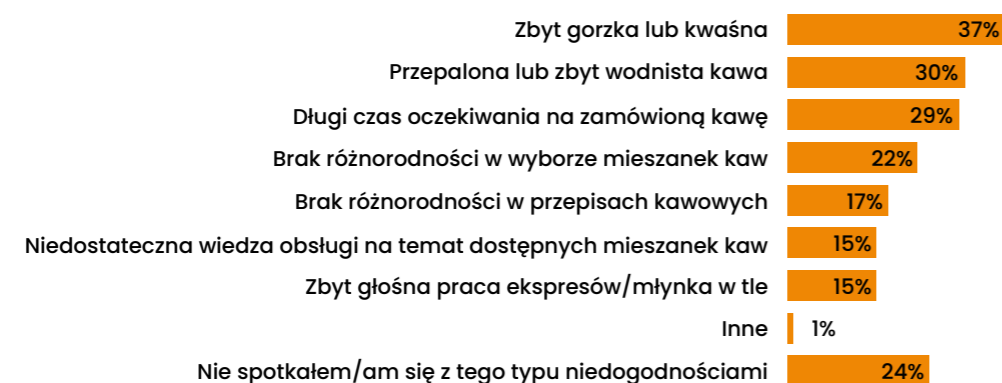 Zbyt gorzka lub kwaśna 37%
Przepalona lub zbyt wodnista kawa 30%
Długi czas oczekiwania na zamówioną kawę 29%
Brak różnorodności w wyborze mieszanek kaw 22%
Brak różnorodności w przepisach kawowych 17%
Niedostateczna wiedza obsługi na temat dostępnych mieszanek kaw 15%
Zbyt głośna praca ekspresów/młynka w tle 15%
Inne 1%
Nie spotkałem/am się z tego typu niedogodnościami 24%